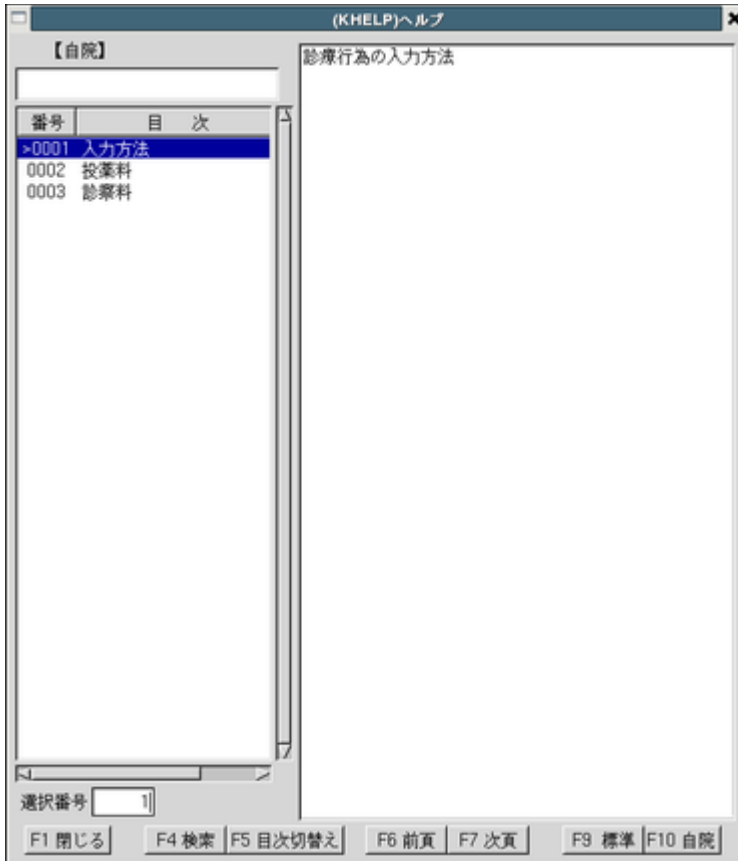 (KHELP)ヘルプ
【自院】
診療行為の入力方法
番号 目 次
>0001 入力方法
0002 投薬料
0003 診察料
選択番号 1
F1 閉じる F4 検索 F5 目次切替え F6 前頁 F7 次頁 F9 標準 F10 自院